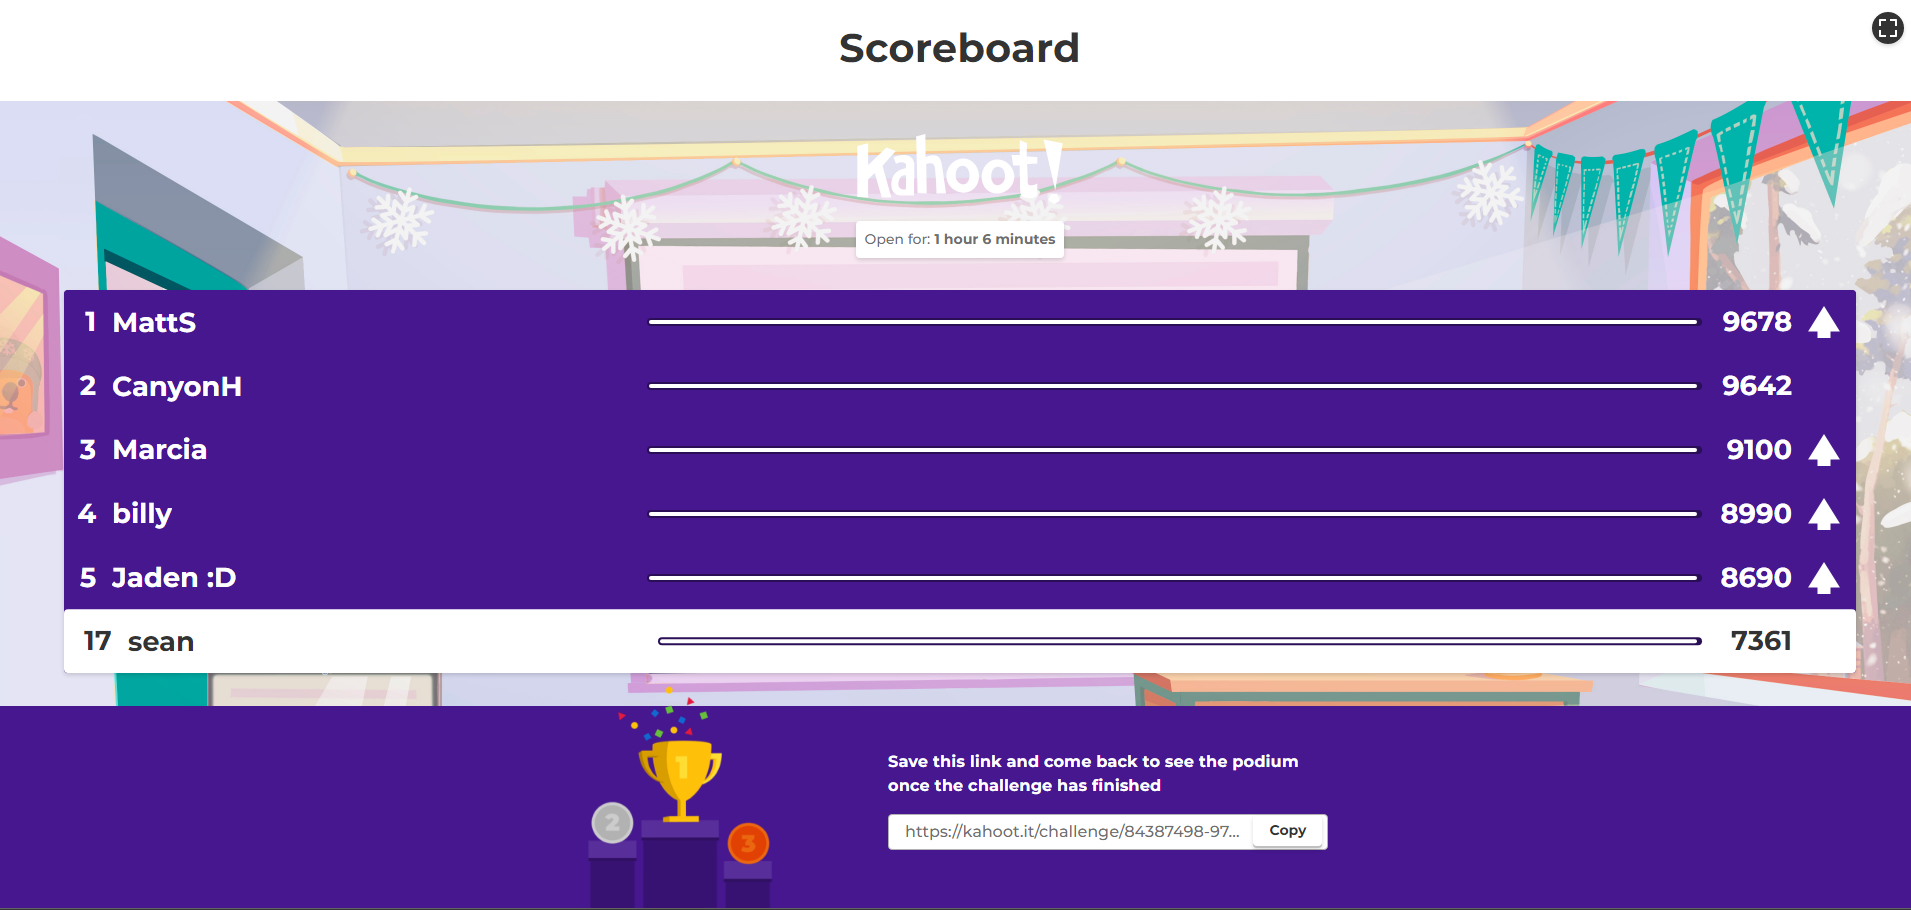 Scoreboard
Kahoot!
Open for: 1 hour 6 minutes
1 MattS 9678
2 CanyonH 9642
3 Marcia 9100
4 billy 8990
5 Jaden :D 8690
17 sean 7361
1
2
3
Save this link and come back to see the podium
once the challenge has finished
https://kahoot.it/challenge/84387498-97... Copy